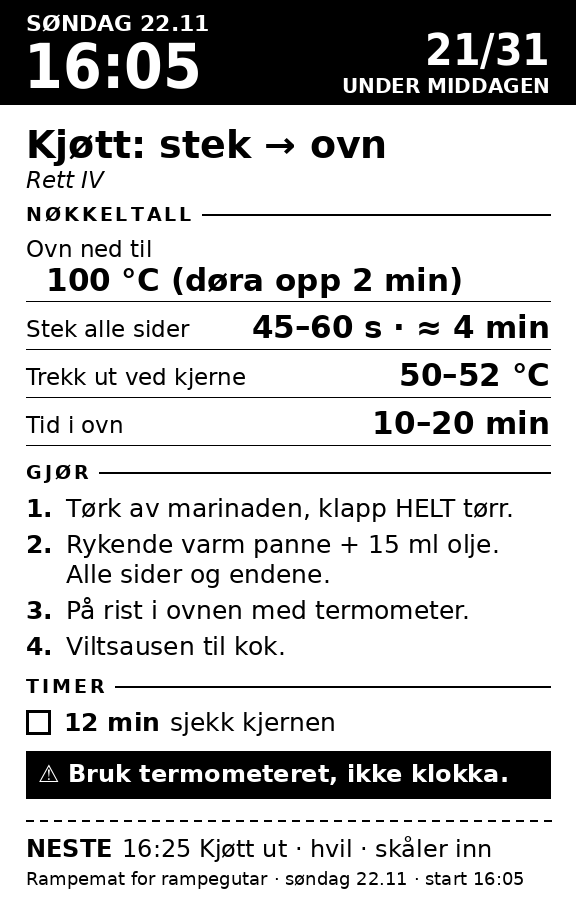 SØNDAG 22.11
16:05
21/31
UNDER MIDDAGEN
Kjøtt: stek → ovn
Rett IV
NØKKELTALL
Ovn ned til
100 °C (døra opp 2 min)
Stek alle sider 45–60 s · ≈ 4 min
Trekk ut ved kjerne 50–52 °C
Tid i ovn 10–20 min
GJØR
1. Tørk av marinaden, klapp HELT tørr.
2. Rykende varm panne + 15 ml olje.
Alle sider og endene.
3. På rist i ovnen med termometer.
4. Viltsausen til kok.
TIMER
☐ 12 min sjekk kjernen
⚠ Bruk termometeret, ikke klokka.
NESTE 16:25 Kjøtt ut · hvil · skåler inn
Rampemat for rampegutar · søndag 22.11 · start 16:05